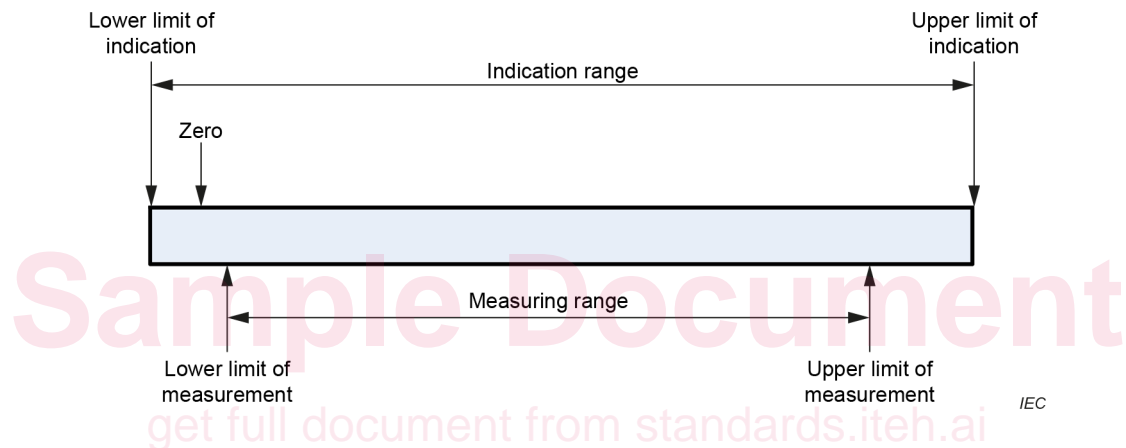 Lower limit of
indication
Upper limit of
indication
Indication range
Zero
Sample Document
Measuring range
Lower limit of
measurement
Upper limit of
measurement
IEC
get full document from standards.iteh.ai